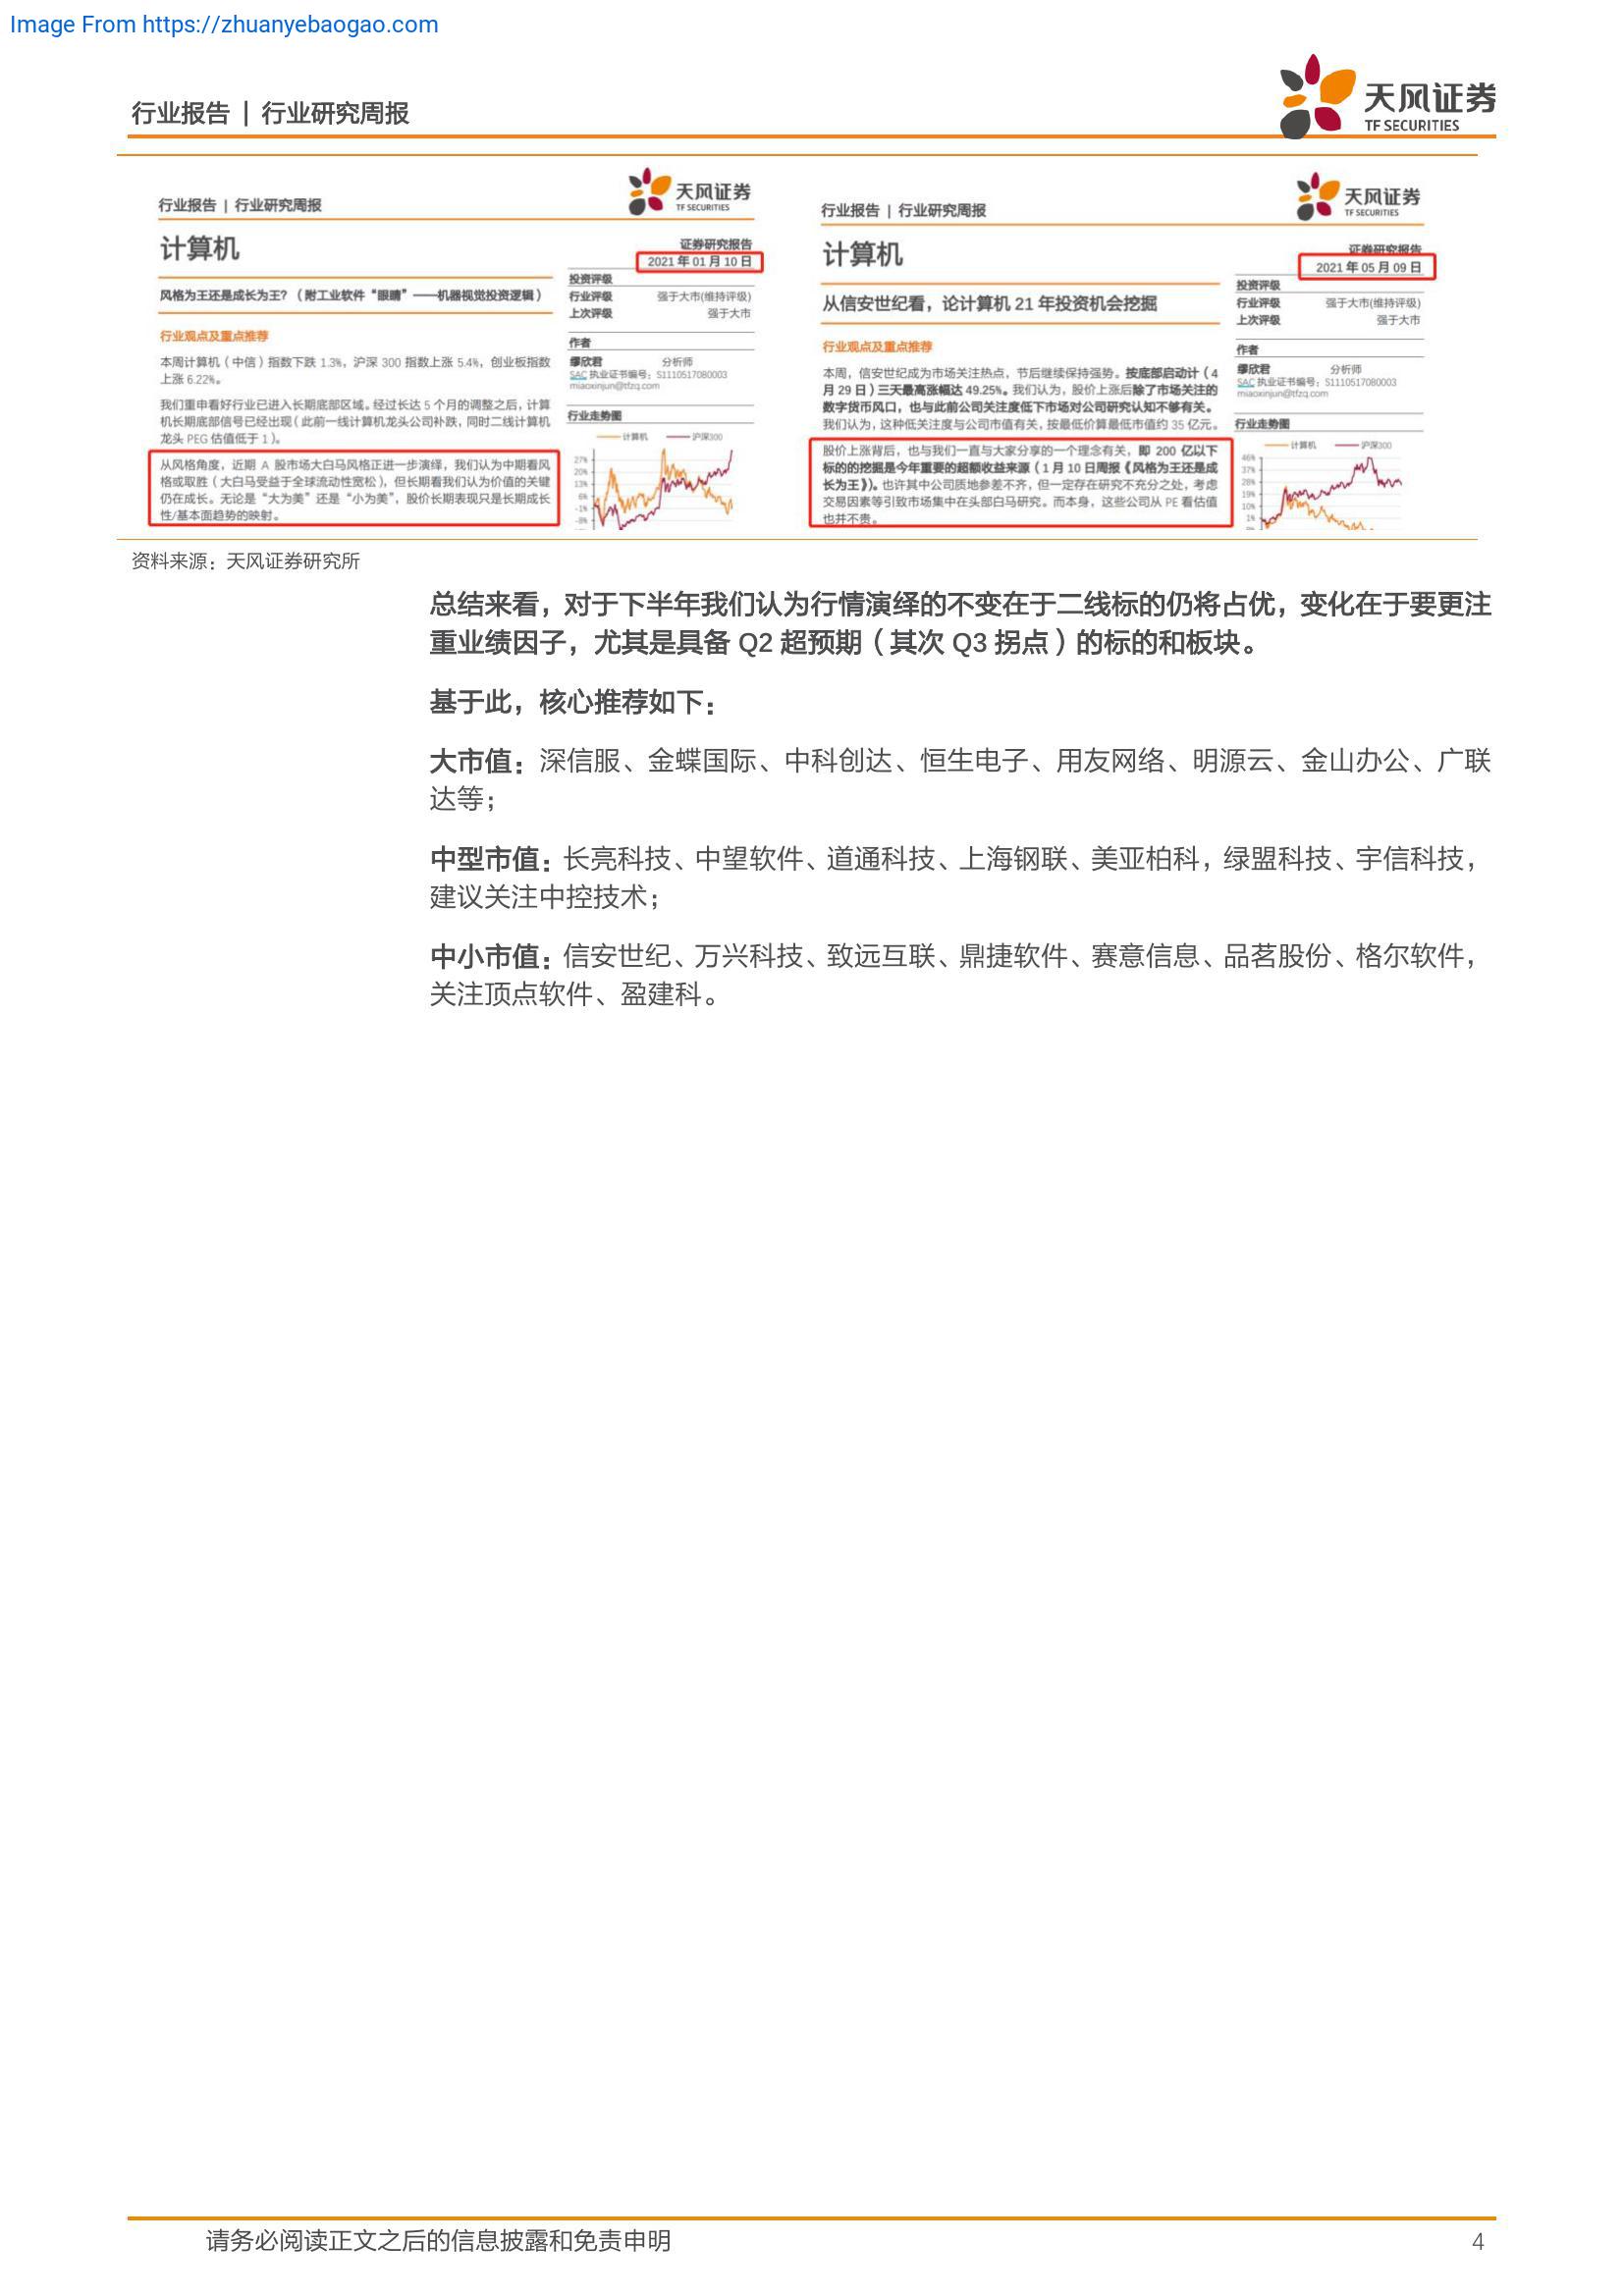 Image From https://zhuanyebaogao.com
行业报告 | 行业研究周报
天风证券
TF SECURITIES
行业报告 | 行业研究周报
天风证券
TF SECURITIES
计算机
证券研究报告
2021 年 01 月 10 日
投资评级
风格为王还是成长为王?(附工业软件“眼睛”——机器视觉投资逻辑)
行业评级 强于大市(维持评级)
上次评级 强于大市
行业观点及重点推荐
作者
本周计算机(中信)指数下跌 1.3%,沪深 300 指数上涨 5.4%,创业板指数
上涨 6.22%。
缪欣君 分析师
SAC 执业证书编号:S1110517080003
miaoxinjun@tfzq.com
我们重申看好行业已进入长期底部区域。经过长达 5 个月的调整之后,计算
机长期底部信号已经出现(此前一线计算机龙头公司补跌,同时二线计算机
龙头 PEG 估值低于 1)。
行业走势图
计算机 沪深300
从风格角度,近期 A 股市场大白马风格正进一步演绎,我们认为中期看风
格或取胜(大白马受益于全球流动性宽松),但长期看我们认为价值的关键
仍在成长。无论是“大为美”还是“小为美”,股价长期表现只是长期成长
性/基本面趋势的映射。
27%
20%
13%
6%
-1%
-8%
行业报告 | 行业研究周报
天风证券
TF SECURITIES
计算机
证券研究报告
2021 年 05 月 09 日
投资评级
从信安世纪看,论计算机 21 年投资机会挖掘
行业评级 强于大市(维持评级)
上次评级 强于大市
行业观点及重点推荐
作者
本周,信安世纪成为市场关注热点,节后继续保持强势。按底部启动计(4
月 29 日)三天最高涨幅达 49.25%。我们认为,股价上涨后除了市场关注的
数字货币风口,也与此前公司关注度低下市场对公司研究认知不够有关。
我们认为,这种低关注度与公司市值有关,按最低价算最低市值约 35 亿元。
缪欣君 分析师
SAC 执业证书编号:S1110517080003
miaoxinjun@tfzq.com
行业走势图
计算机 沪深300
股价上涨背后,也与我们一直与大家分享的一个理念有关,即 200 亿以下
标的的挖掘是今年重要的超额收益来源(1 月 10 日周报《风格为王还是成
长为王》)。也许其中公司质地参差不齐,但一定存在研究不充分之处,考虑
交易因素等引致市场集中在头部白马研究。而本身,这些公司从 PE 看估值
也并不贵。
46%
37%
28%
19%
10%
1%
资料来源:天风证券研究所
总结来看,对于下半年我们认为行情演绎的不变在于二线标的仍将占优,变化在于要更注
重业绩因子,尤其是具备 Q2 超预期(其次 Q3 拐点)的标的和板块。
基于此,核心推荐如下:
大市值:深信服、金蝶国际、中科创达、恒生电子、用友网络、明源云、金山办公、广联
达等;
中型市值:长亮科技、中望软件、道通科技、上海钢联、美亚柏科,绿盟科技、宇信科技,
建议关注中控技术;
中小市值:信安世纪、万兴科技、致远互联、鼎捷软件、赛意信息、品茗股份、格尔软件,
关注顶点软件、盈建科。
请务必阅读正文之后的信息披露和免责申明
4